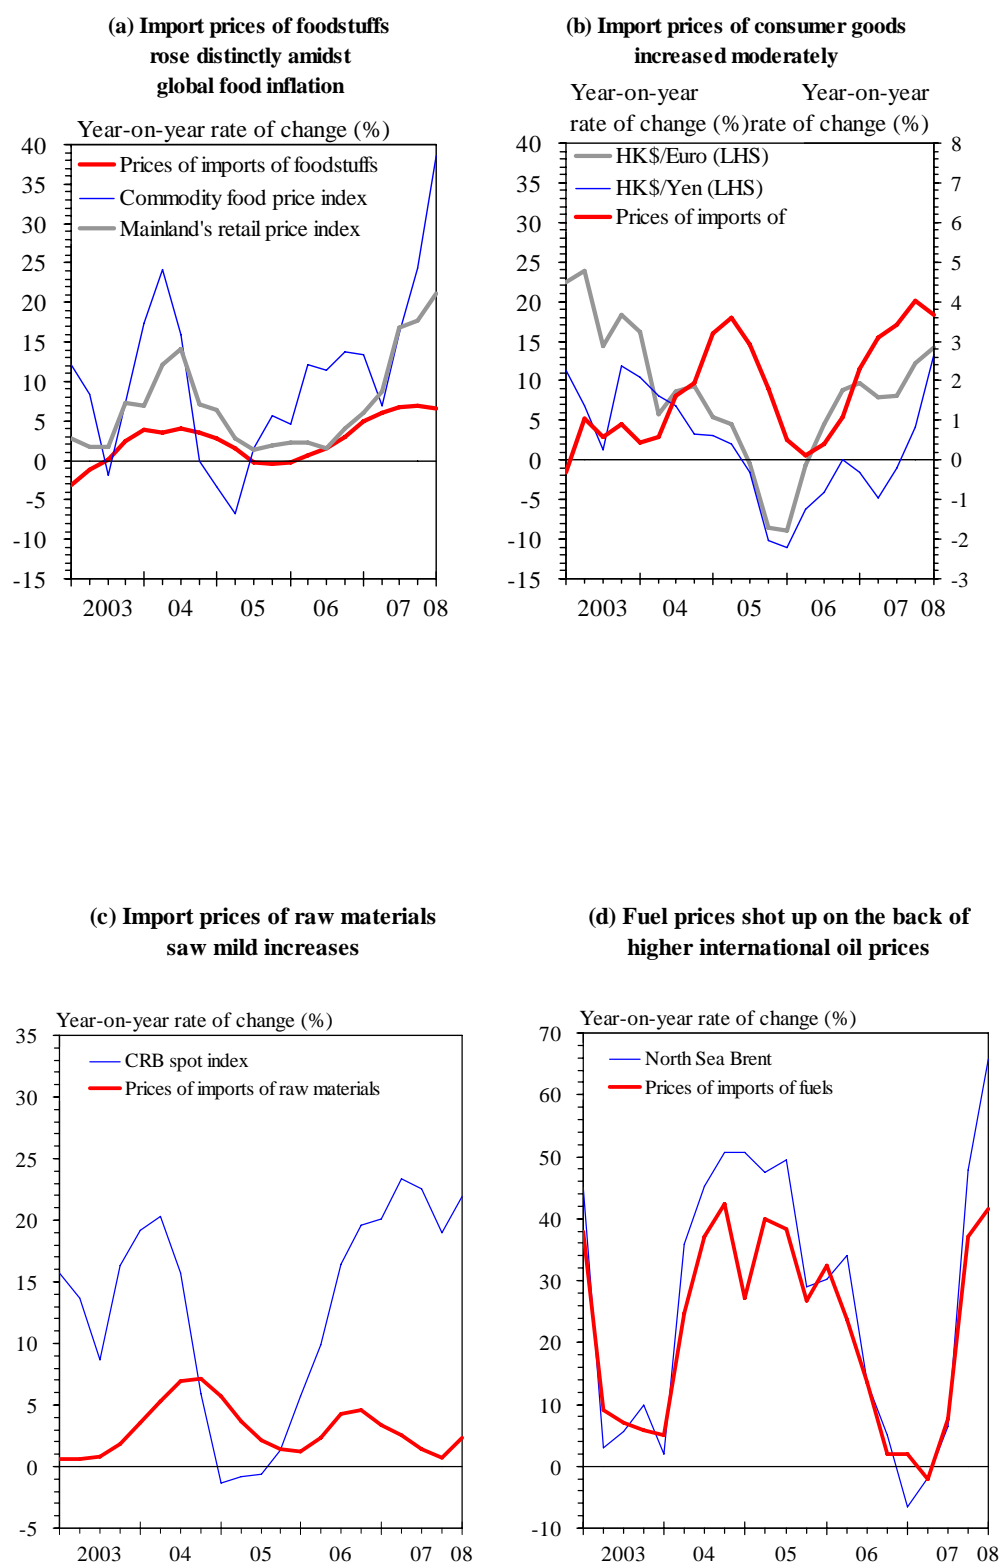 (a) Import prices of foodstuffs
rose distinctly amidst
global food inflation
Year-on-year rate of change (%)
40
35
30
25
20
15
10
5
0
-5
-10
-15
Prices of imports of foodstuffs
Commodity food price index
Mainland's retail price index
2003 04 05 06 07 08
(b) Import prices of consumer goods
increased moderately
Year-on-year
rate of change (%)
Year-on-year
rate of change (%)
40
35
30
25
20
15
10
5
0
-5
-10
-15
HK$/Euro (LHS)
HK$/Yen (LHS)
Prices of imports of
8
7
6
5
4
3
2
1
0
-1
-2
-3
2003 04 05 06 07 08
(c) Import prices of raw materials
saw mild increases
Year-on-year rate of change (%)
35
30
25
20
15
10
5
0
-5
CRB spot index
Prices of imports of raw materials
2003 04 05 06 07 08
(d) Fuel prices shot up on the back of
higher international oil prices
Year-on-year rate of change (%)
70
60
50
40
30
20
10
0
-10
North Sea Brent
Prices of imports of fuels
2003 04 05 06 07 08